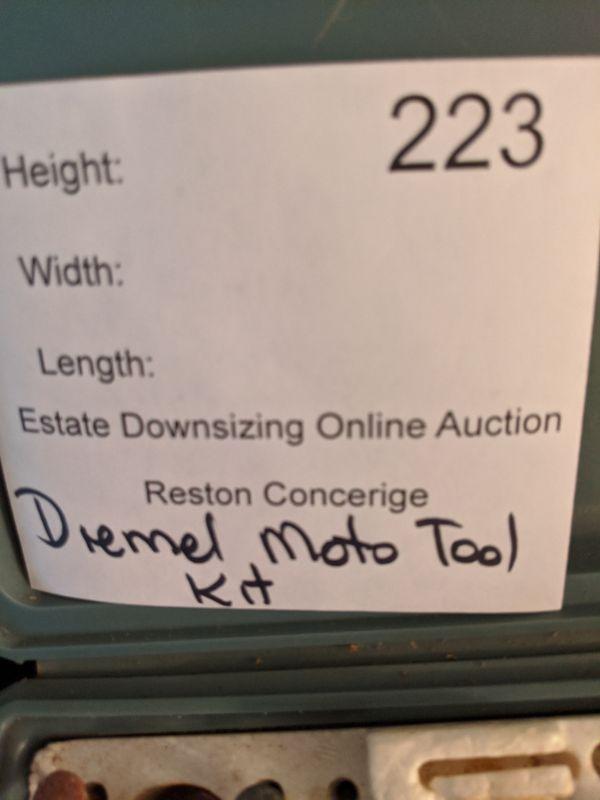 223
Height:
Width:
Length:
Estate Downsizing Online Auction
Reston Concerige
Dremel Moto Tool
Kit